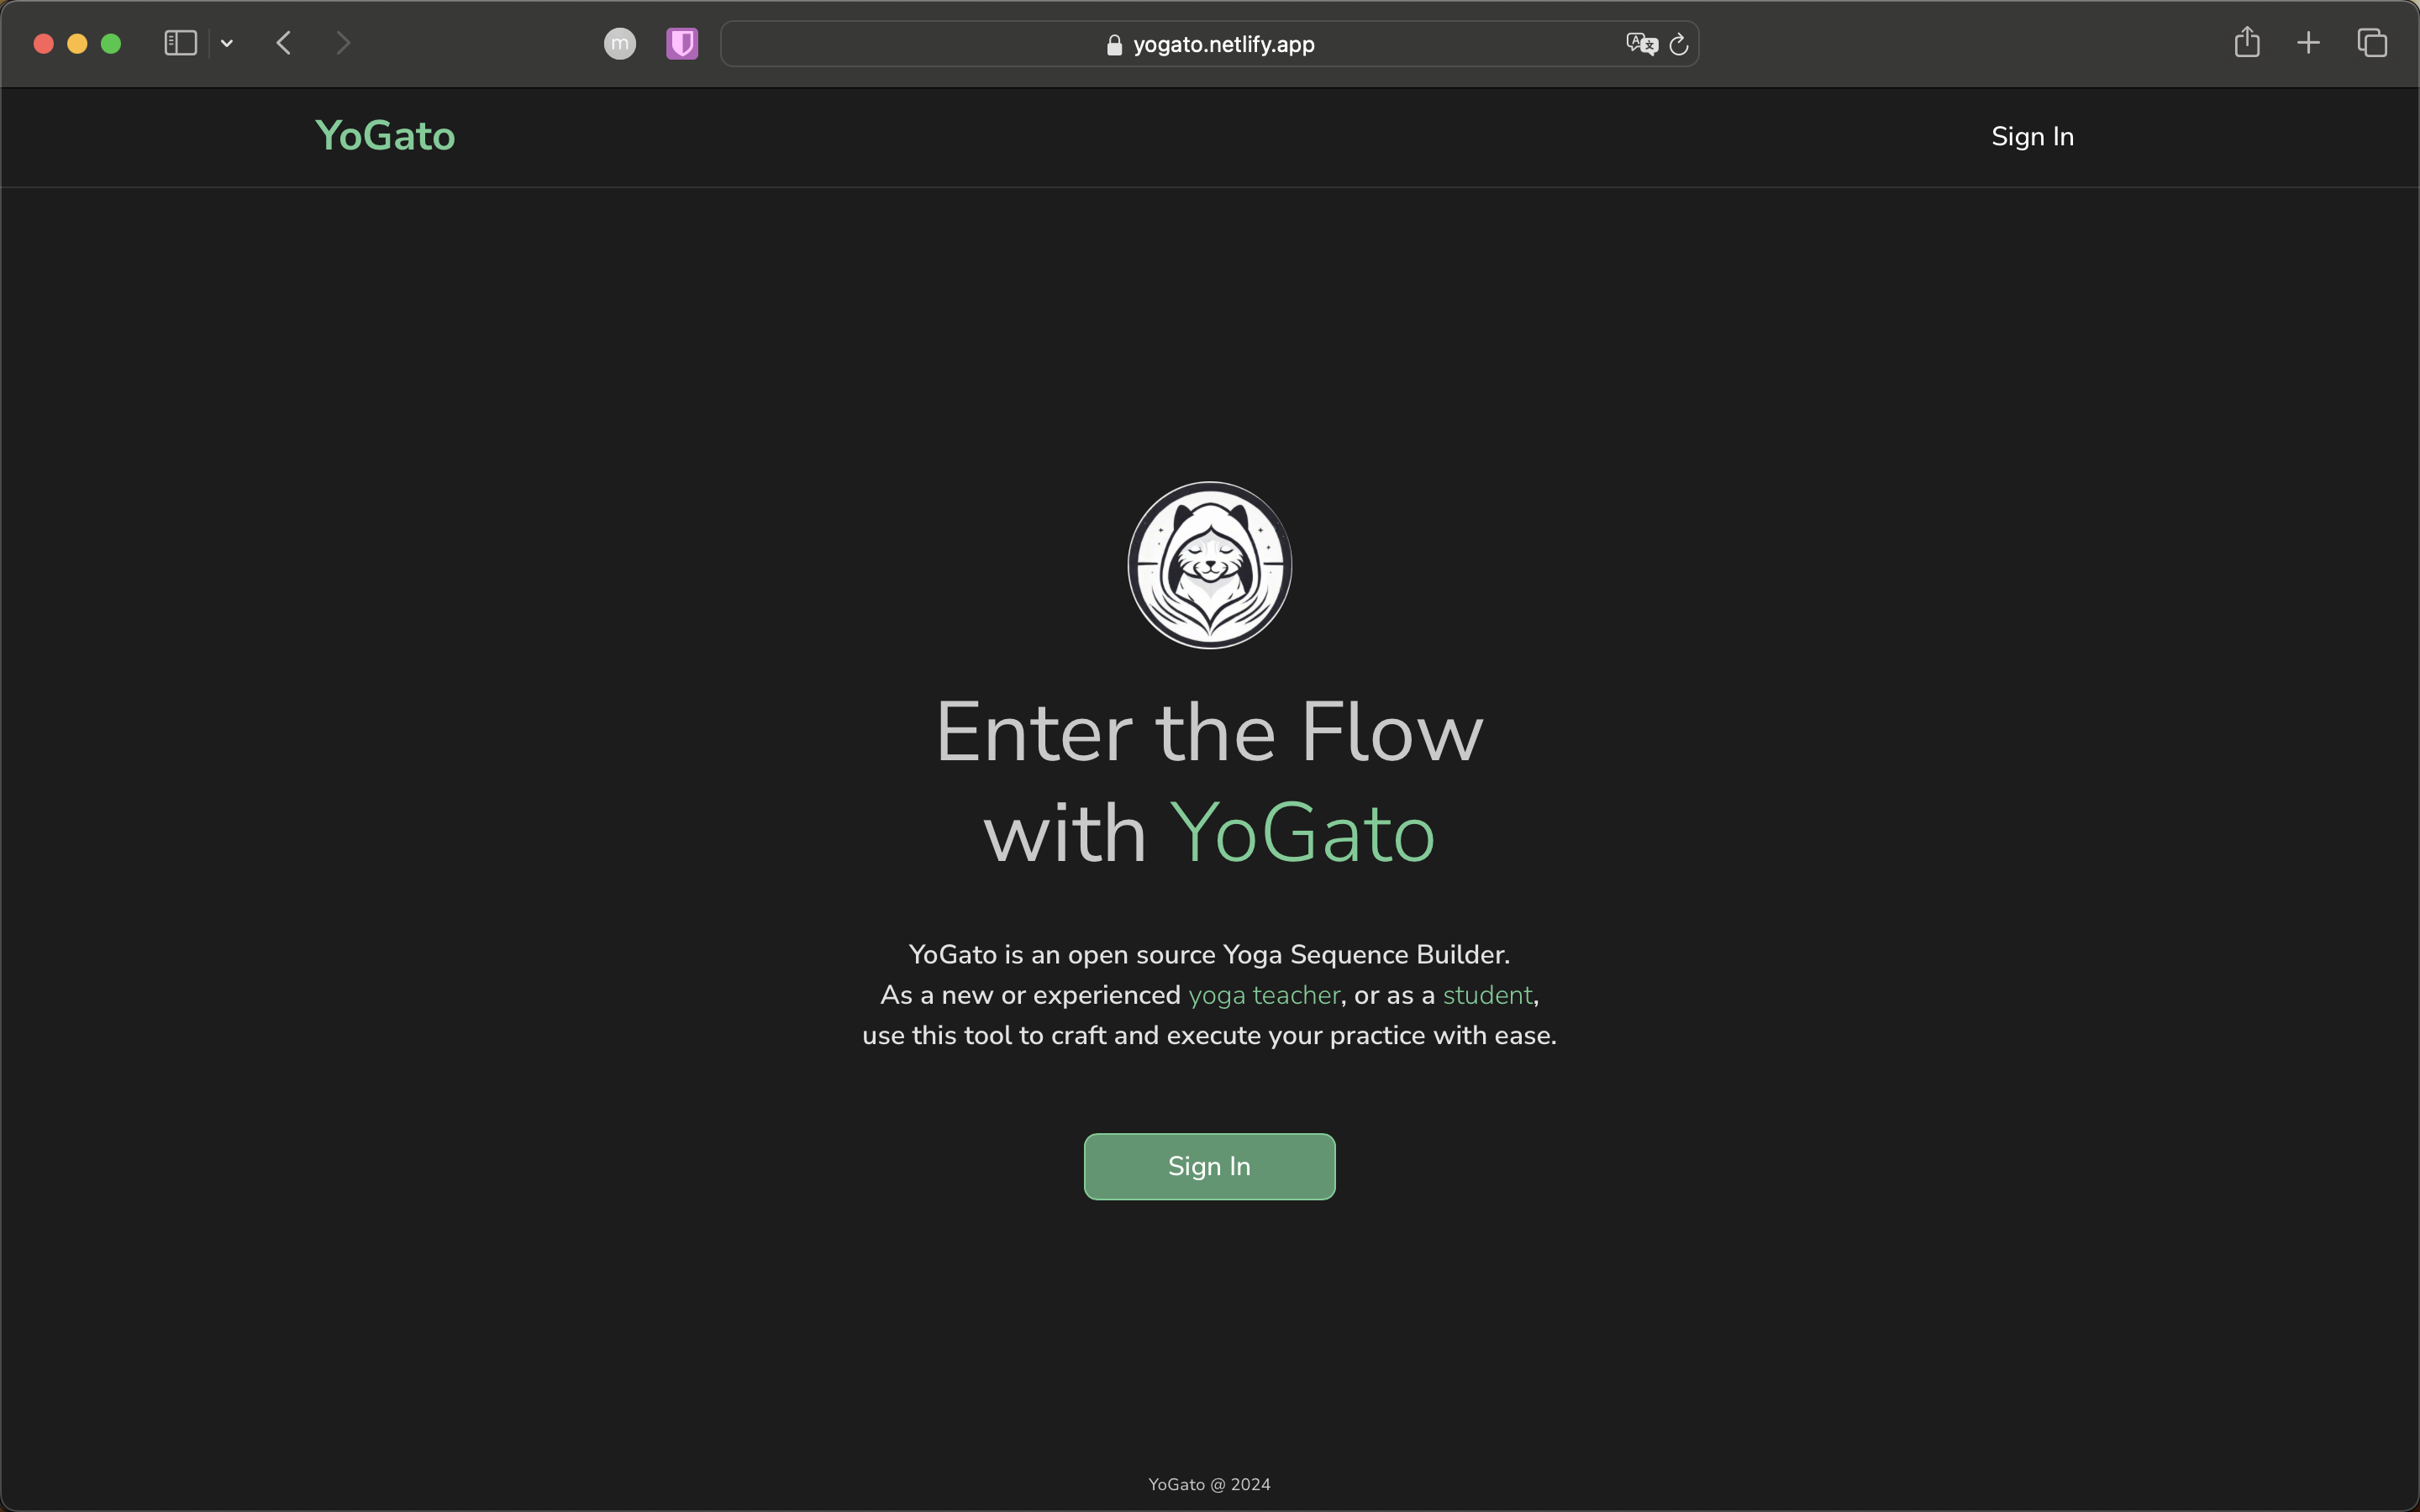 m
yogato.netlify.app
YoGato
Sign In
Enter the Flow
with YoGato
YoGato is an open source Yoga Sequence Builder.
As a new or experienced yoga teacher, or as a student,
use this tool to craft and execute your practice with ease.
Sign In
YoGato @ 2024